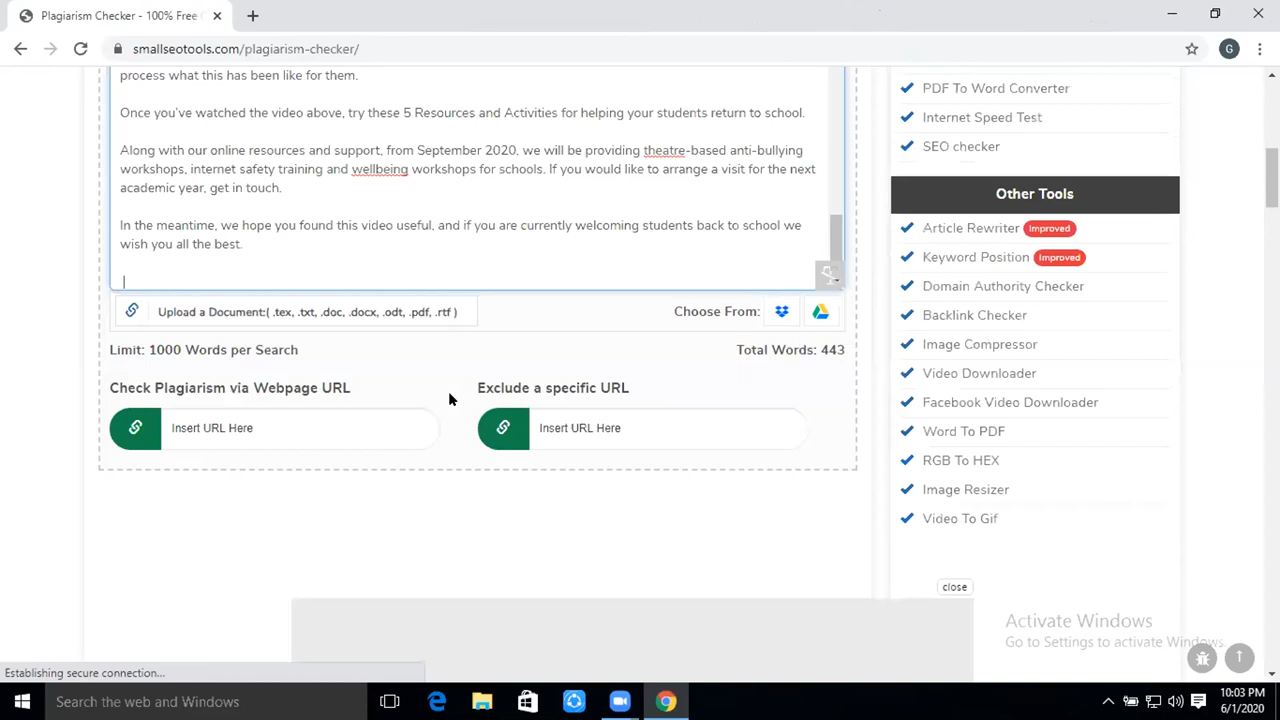 Plagiarism Checker - 100% Free
smallseotools.com/plagiarism-checker/
G
process what this has been like for them.
Once you've watched the video above, try these 5 Resources and Activities for helping your students return to school.
Along with our online resources and support, from September 2020, we will be providing theatre-based anti-bullying
workshops, internet safety training and wellbeing workshops for schools. If you would like to arrange a visit for the next
academic year, get in touch.
In the meantime, we hope you found this video useful, and if you are currently welcoming students back to school we
wish you all the best.
Upload a Document:( .tex, .txt, .doc, .docx, .odt, .pdf, .rtf )
Choose From:
Limit: 1000 Words per Search
Total Words: 443
Check Plagiarism via Webpage URL
Exclude a specific URL
Insert URL Here
Insert URL Here
PDF To Word Converter
Internet Speed Test
SEO checker
Other Tools
Article Rewriter Improved
Keyword Position Improved
Domain Authority Checker
Backlink Checker
Image Compressor
Video Downloader
Facebook Video Downloader
Word To PDF
RGB To HEX
Image Resizer
Video To Gif
close
Activate Windows
Go to Settings to activate Windows.
Establishing secure connection...
Search the web and Windows
10:03 PM
6/1/2020